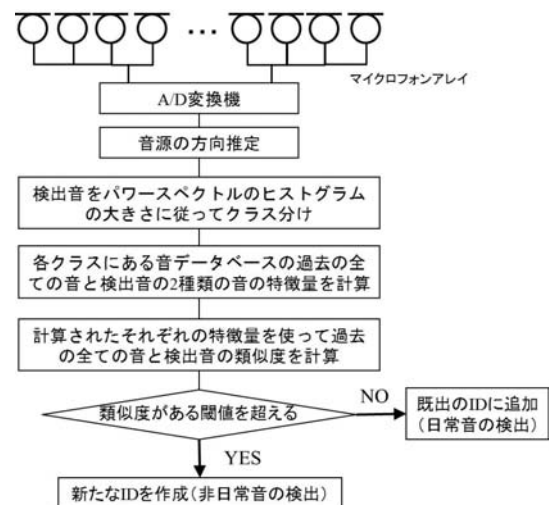 …
マイクロフォンアレイ
A/D変換機
音源の方向推定
検出音をパワースペクトルのヒストグラム
の大きさに従ってクラス分け
各クラスにある音データベースの過去の全
ての音と検出音の2種類の音の特徴量を計算
計算されたそれぞれの特徴量を使って過去
の全ての音と検出音の類似度を計算
類似度がある閾値を超える
NO
既出のIDに追加
（日常音の検出）
YES
新たなIDを作成（非日常音の検出）